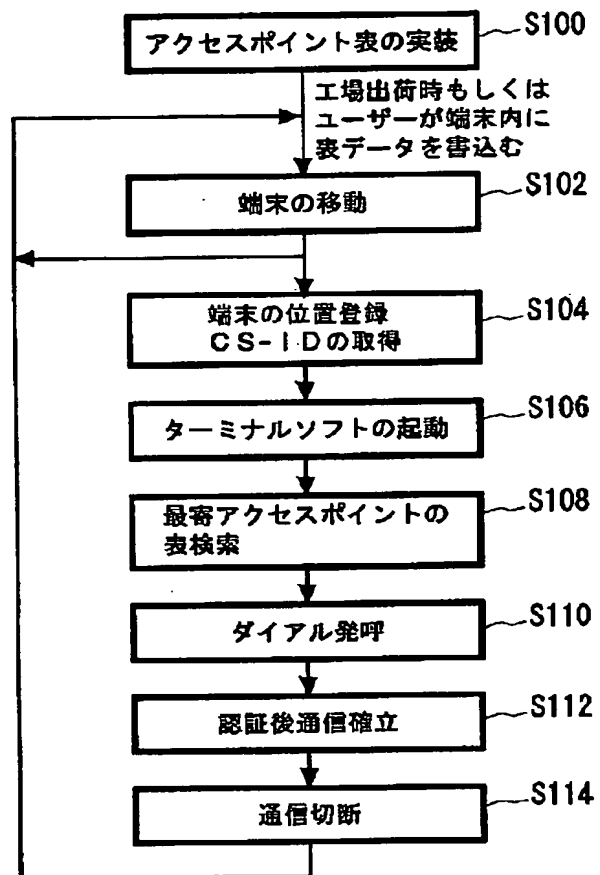 アクセスポイント表の実装
S100
工場出荷時もしくは
ユーザーが端末内に
表データを書込む
端末の移動
S102
端末の位置登録
CS-IDの取得
S104
ターミナルソフトの起動
S106
最寄アクセスポイントの
表検索
S108
ダイアル発呼
S110
認証後通信確立
S112
通信切断
S114